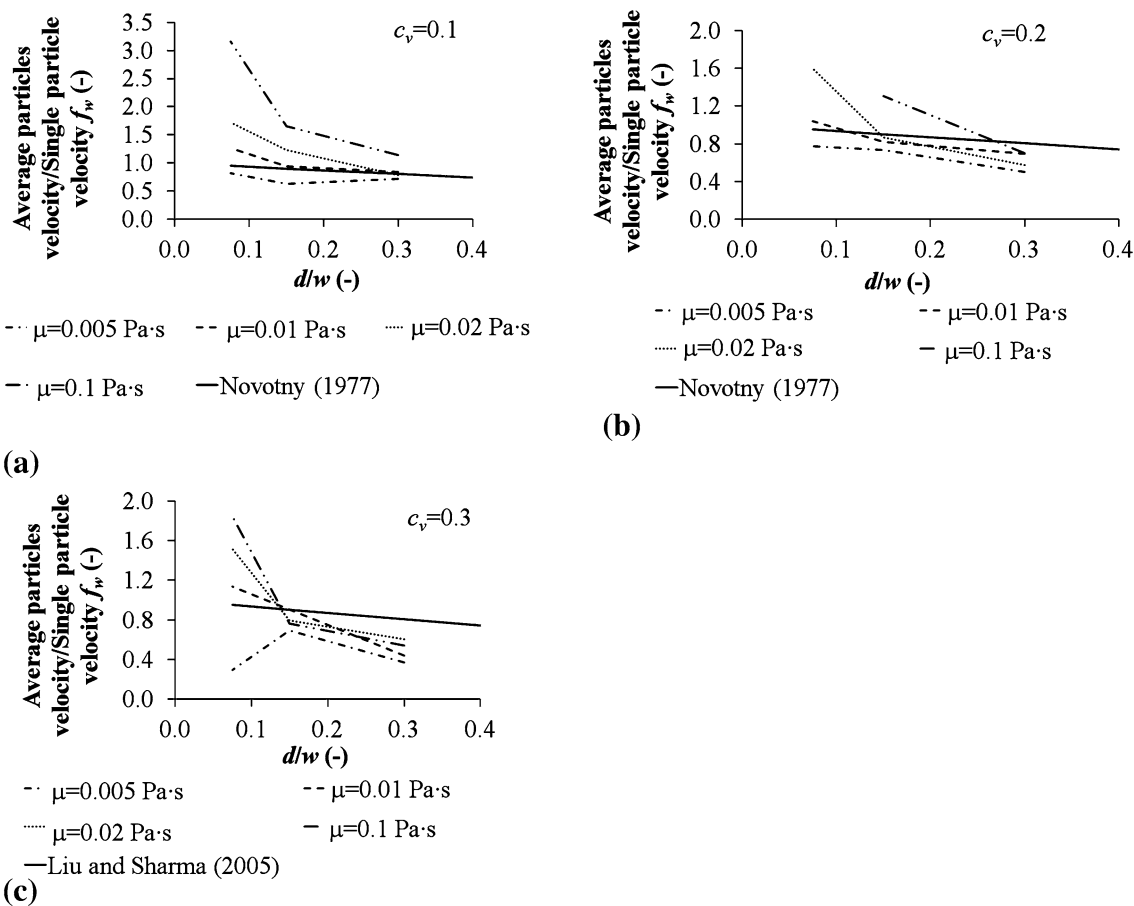 Average particles
velocity/Single particle
velocity f_w (-)
3.5
3.0
2.5
2.0
1.5
1.0
0.5
0.0
c_v=0.1
0.0 0.1 0.2 0.3 0.4
d/w (-)
μ=0.005 Pa·s μ=0.01 Pa·s μ=0.02 Pa·s
μ=0.1 Pa·s Novotny (1977)
(a)
Average particles
velocity/Single particle
velocity f_w (-)
2.0
1.6
1.2
0.8
0.4
0.0
c_v=0.2
0.0 0.1 0.2 0.3 0.4
d/w (-)
μ=0.005 Pa·s μ=0.01 Pa·s
μ=0.02 Pa·s μ=0.1 Pa·s
Novotny (1977)
(b)
Average particles
velocity/Single particle
velocity f_w (-)
2.0
1.6
1.2
0.8
0.4
0.0
c_v=0.3
0.0 0.1 0.2 0.3 0.4
d/w (-)
μ=0.005 Pa·s μ=0.01 Pa·s
μ=0.02 Pa·s μ=0.1 Pa·s
Liu and Sharma (2005)
(c)